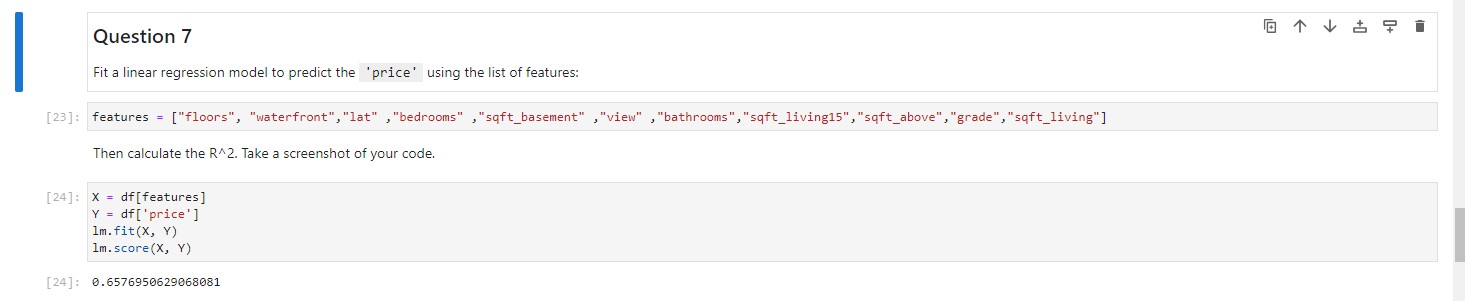 Question 7
Fit a linear regression model to predict the 'price' using the list of features:
[23]: features = ["floors", "waterfront","lat" ,"bedrooms" ,"sqft_basement" ,"view" ,"bathrooms","sqft_living15","sqft_above","grade","sqft_living"]
Then calculate the R^2. Take a screenshot of your code.
[24]: X = df[features]
Y = df['price']
lm.fit(X, Y)
lm.score(X, Y)
[24]: 0.6576950629068081